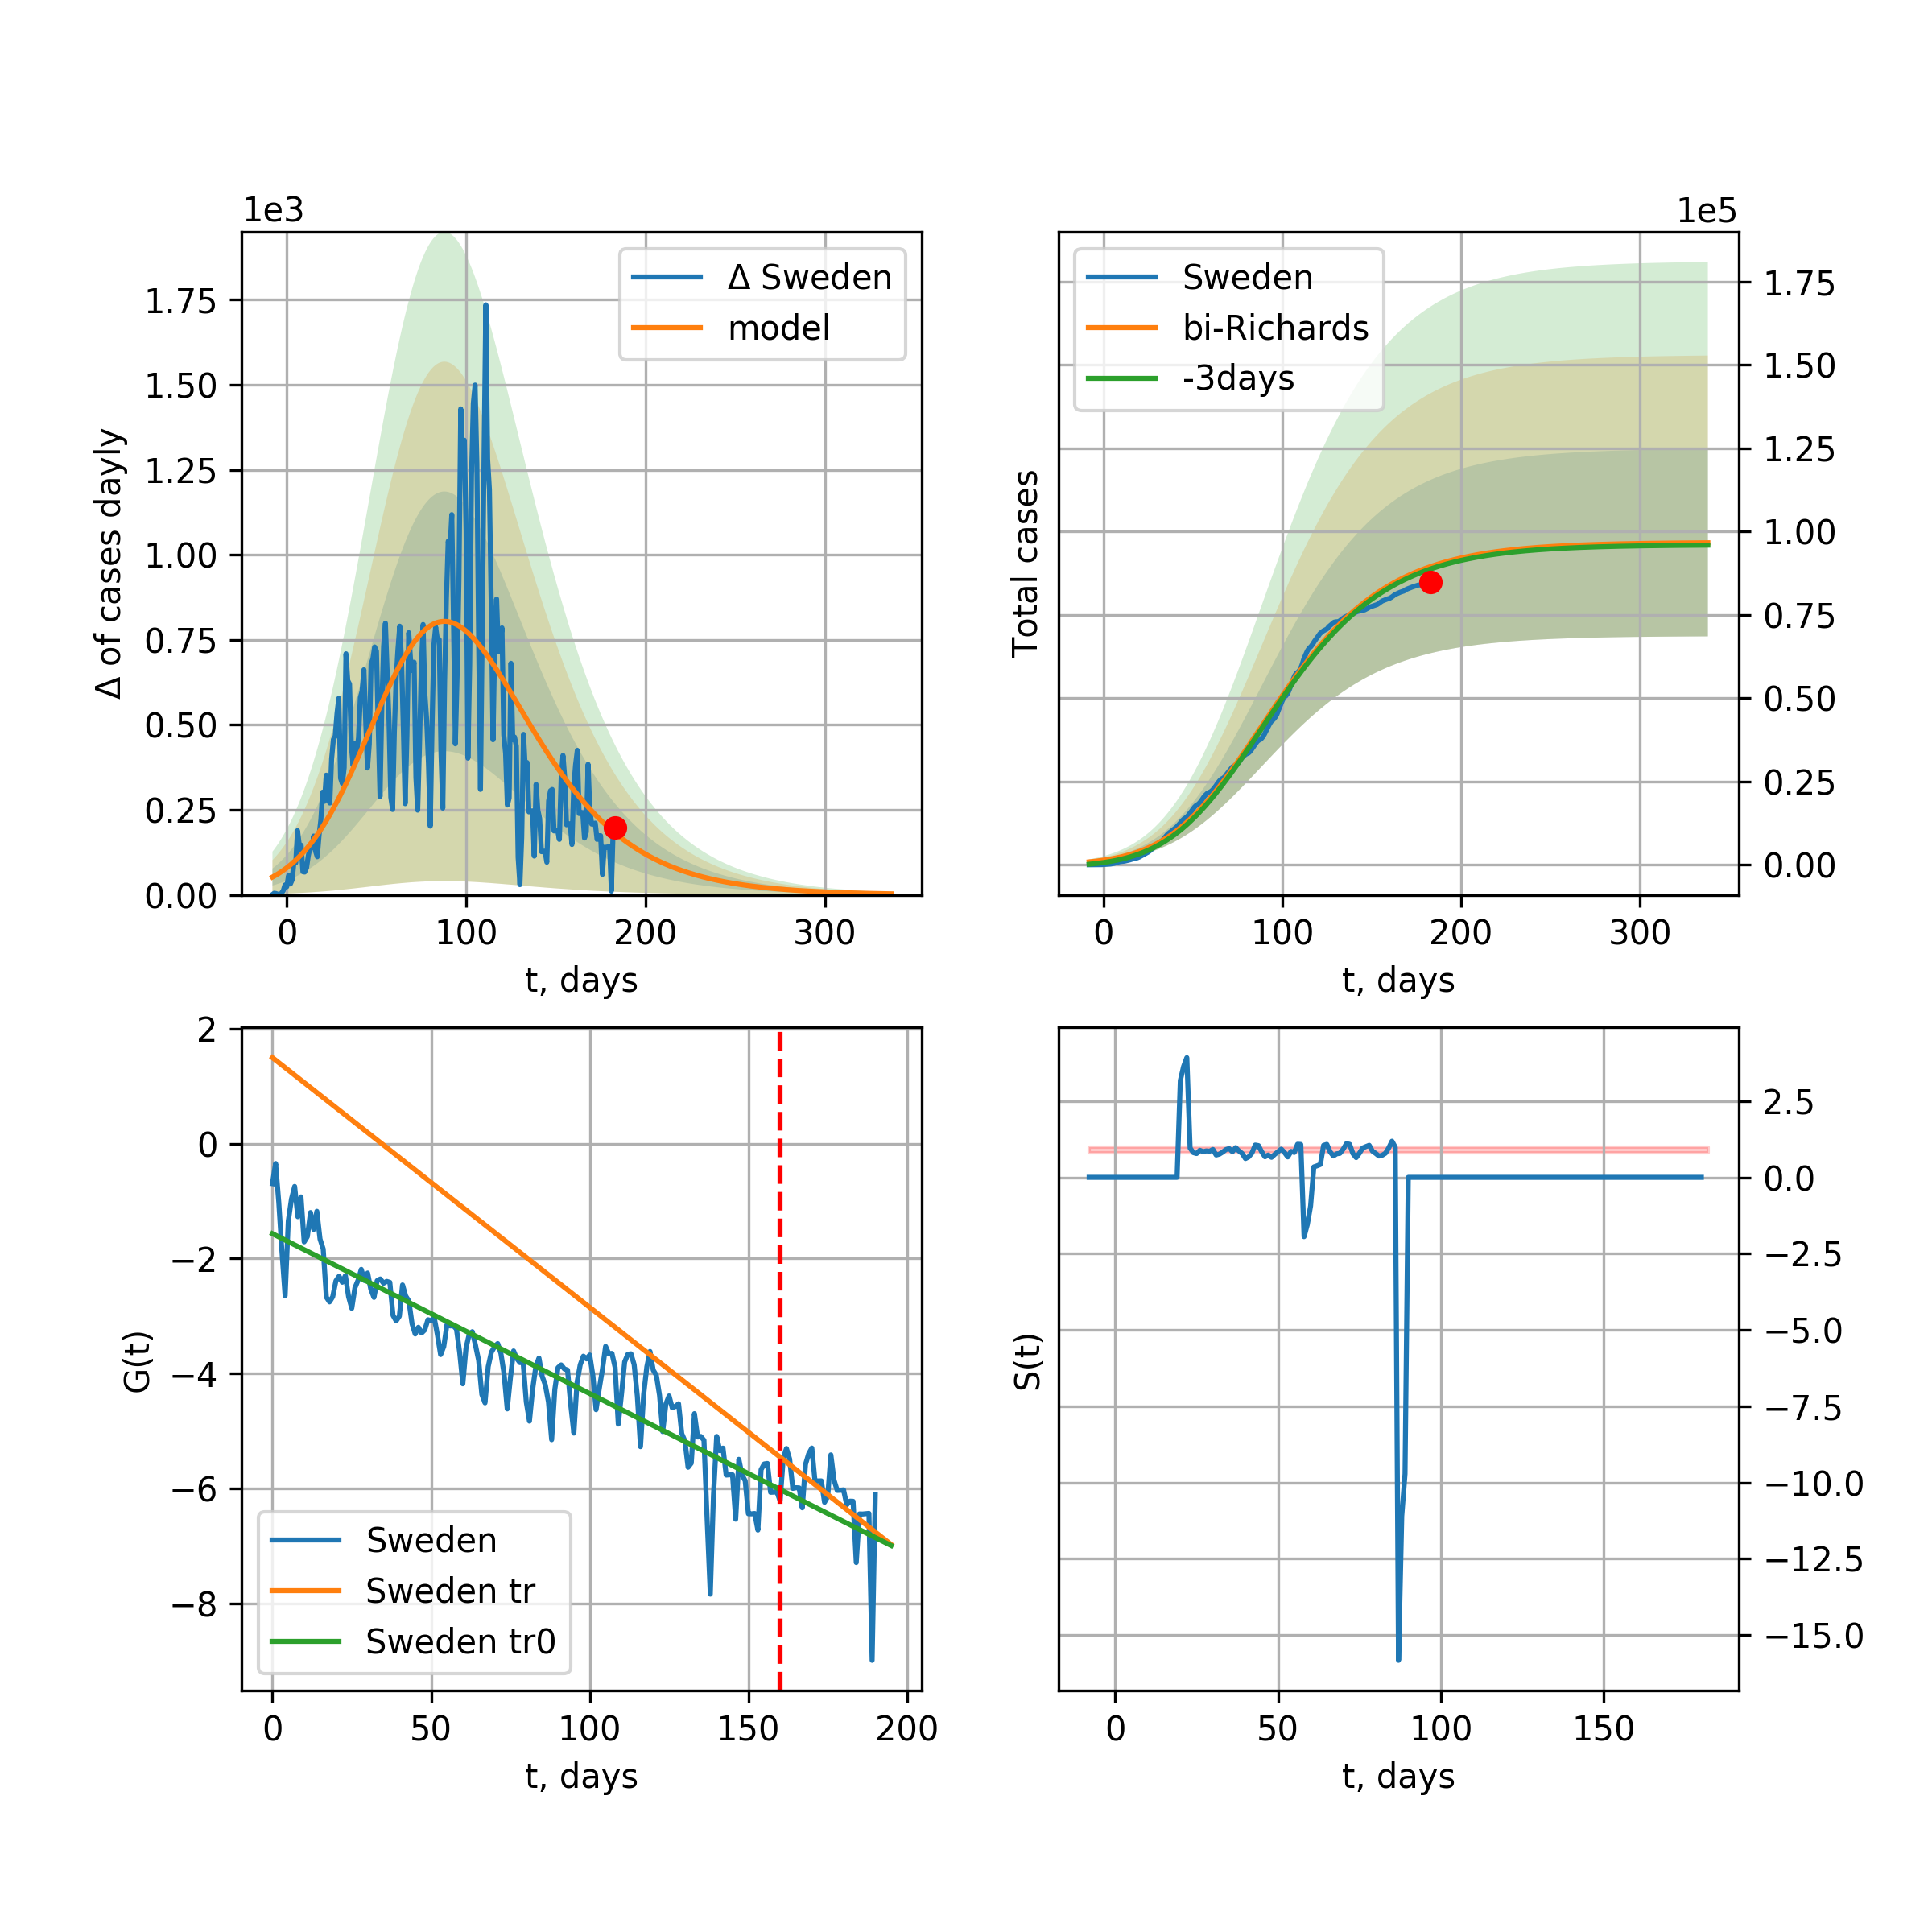 1e3
Δ Sweden
model
1.75
1.50
1.25
1.00
0.75
0.50
0.25
0.00
Δ of cases dayly
0 100 200 300
t, days
1e5
Sweden
bi-Richards
-3days
1.75
1.50
1.25
1.00
0.75
0.50
0.25
0.00
Total cases
0 100 200 300
t, days
2
0
−2
−4
−6
−8
G(t)
Sweden
Sweden tr
Sweden tr0
0 50 100 150 200
t, days
S(t)
2.5
0.0
−2.5
−5.0
−7.5
−10.0
−12.5
−15.0
0 50 100 150
t, days